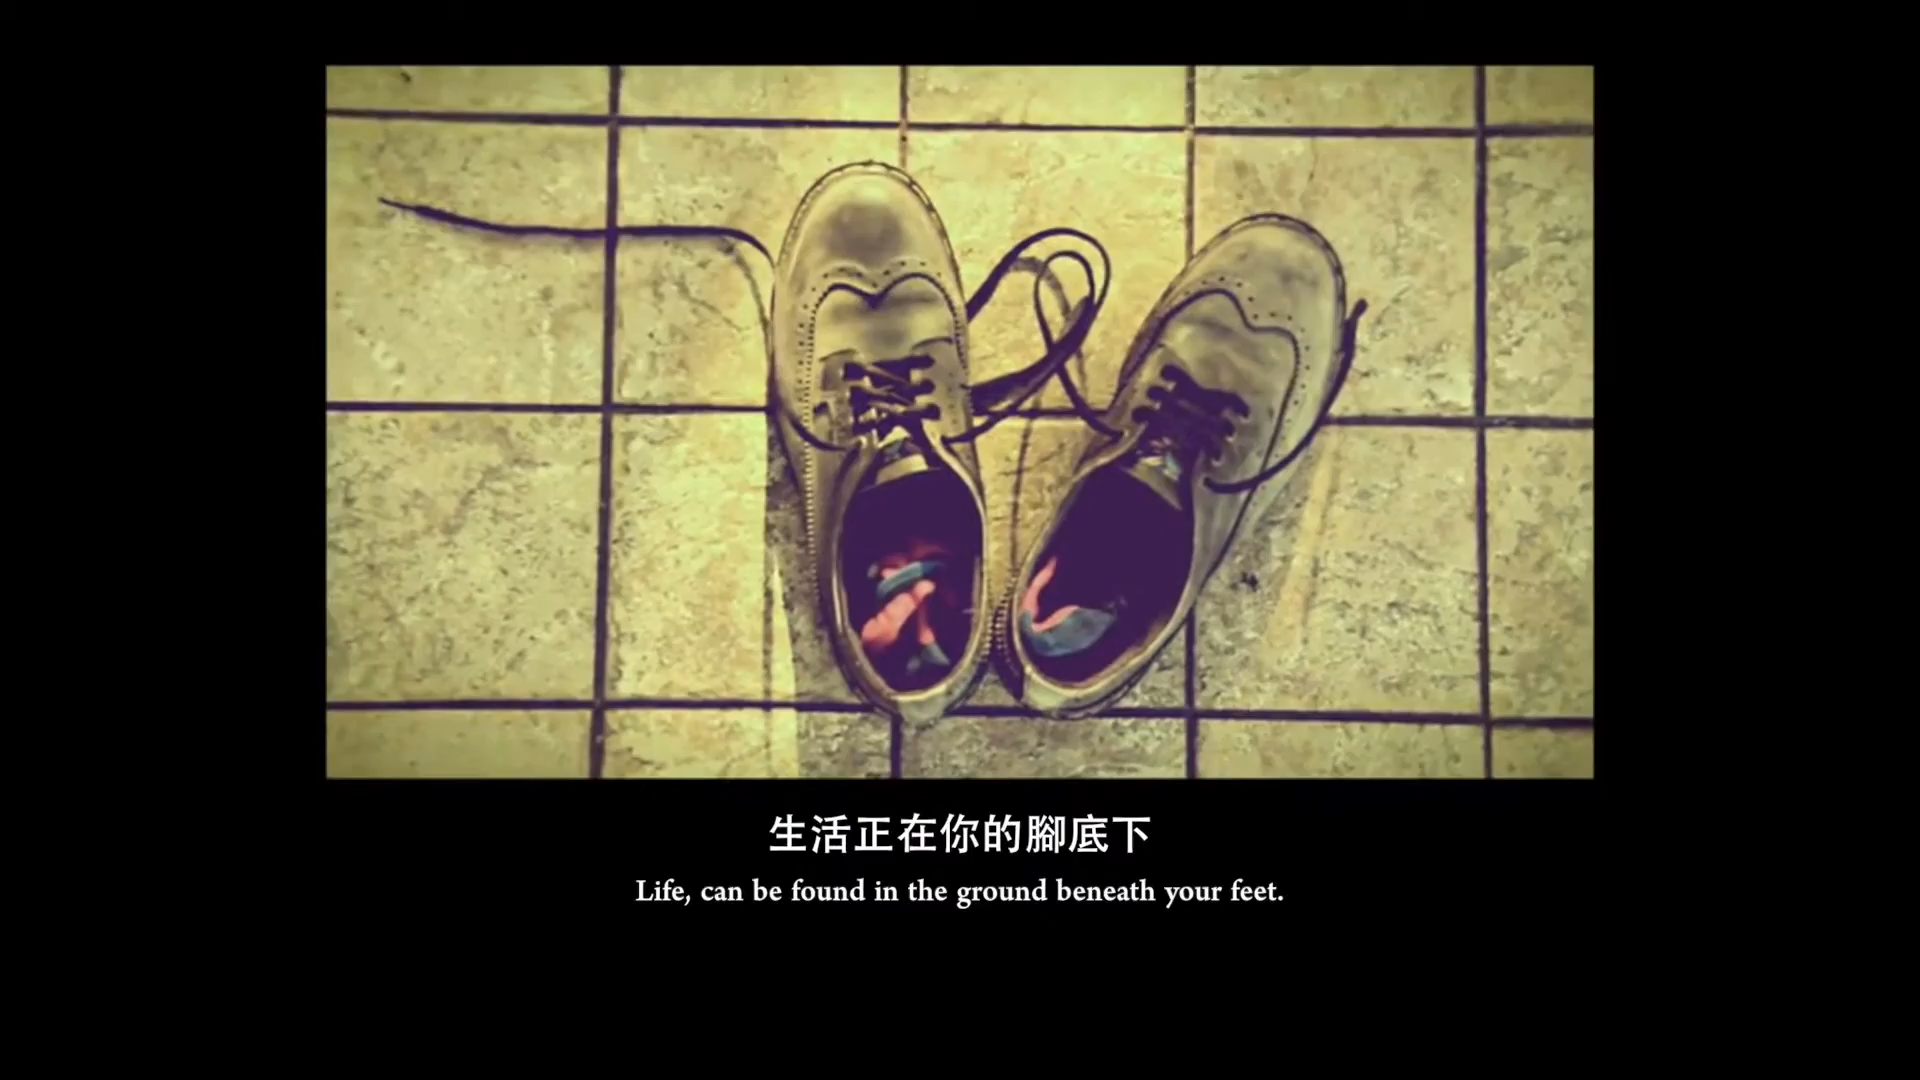 生活正在你的腳底下
Life, can be found in the ground beneath your feet.